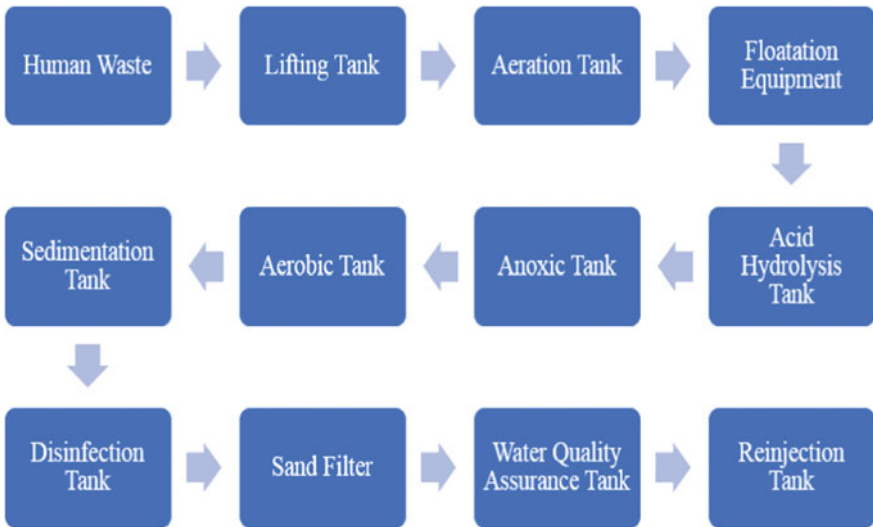 Human Waste
Lifting Tank
Aeration Tank
Floatation
Equipment
Acid
Hydrolysis
Tank
Anoxic Tank
Aerobic Tank
Sedimentation
Tank
Disinfection
Tank
Sand Filter
Water Quality
Assurance Tank
Reinjection
Tank